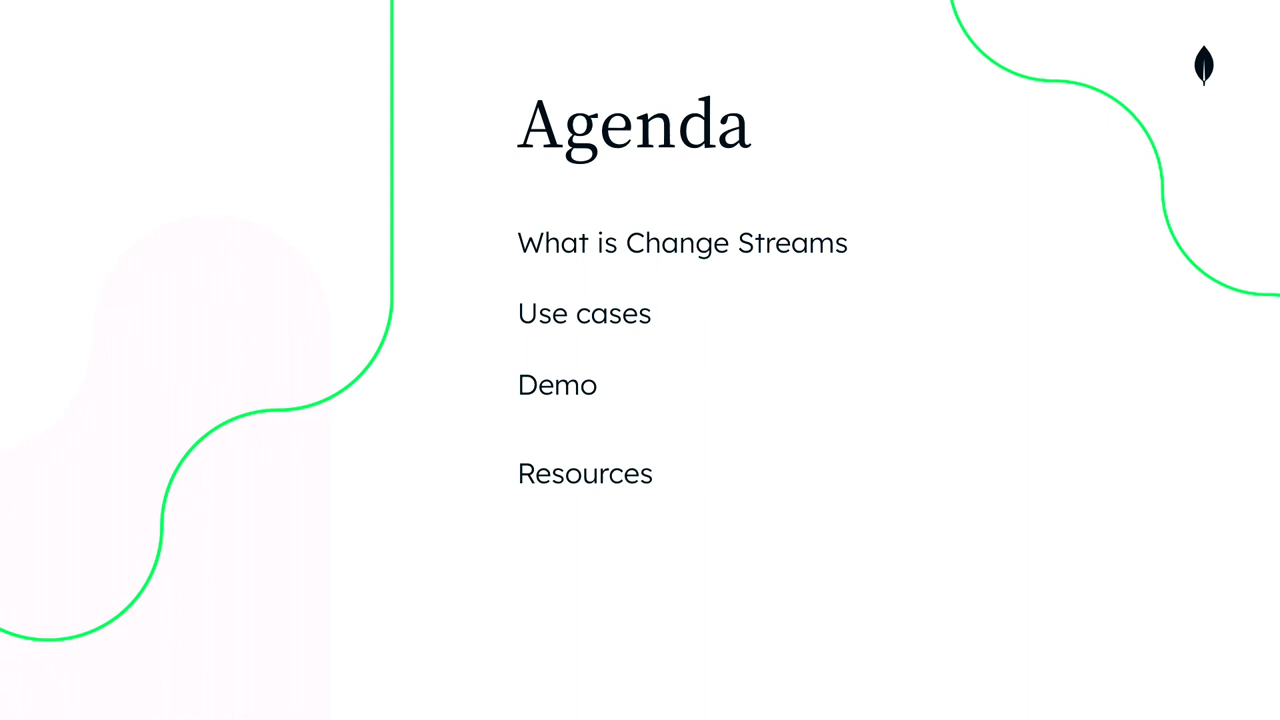 Agenda
What is Change Streams
Use cases
Demo
Resources